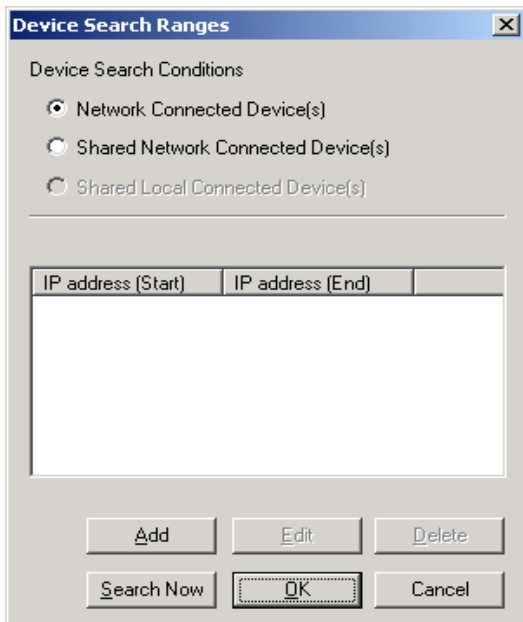 Device Search Ranges
Device Search Conditions
Network Connected Device(s)
Shared Network Connected Device(s)
Shared Local Connected Device(s)
IP address (Start) IP address (End)
Add Edit Delete
Search Now OK Cancel